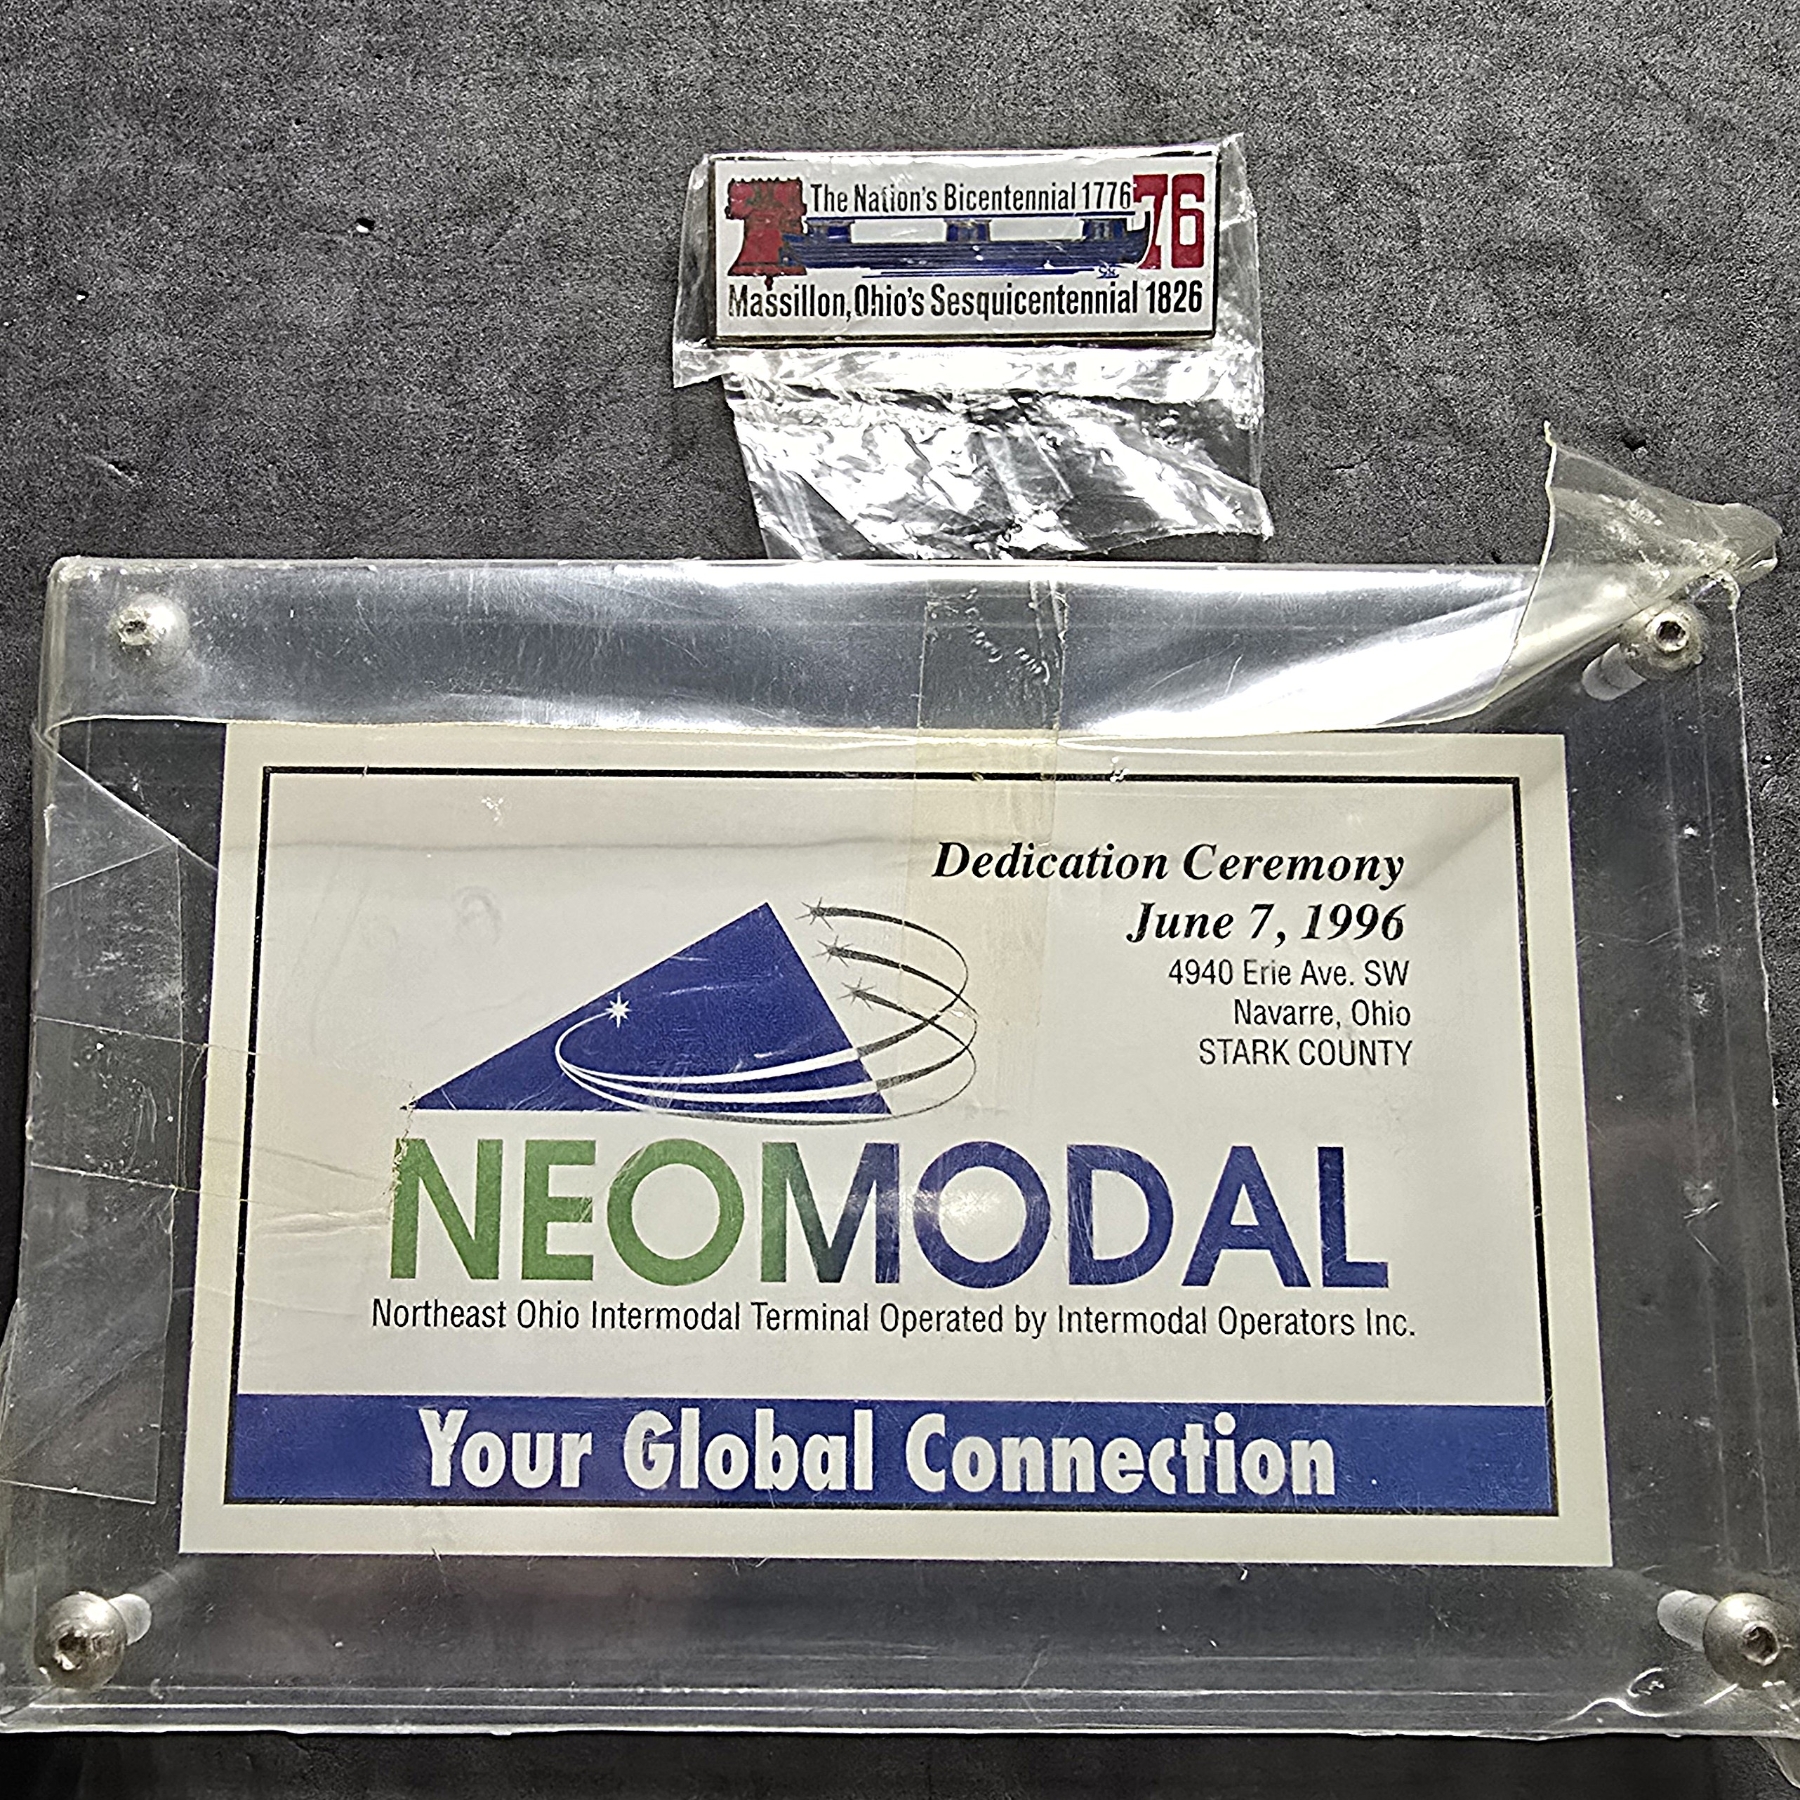 The Nation's Bicentennial 1776
76
Massillon, Ohio's Sesquicentennial 1826
Dedication Ceremony
June 7, 1996
4940 Erie Ave. SW
Navarre, Ohio
STARK COUNTY
NEOMODAL
Northeast Ohio Intermodal Terminal Operated by Intermodal Operators Inc.
Your Global Connection